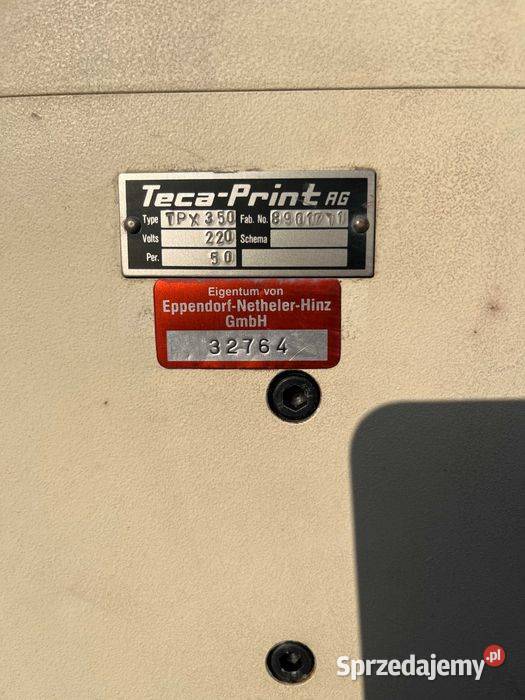 Teca-Print AG
Type TPX 350 Fab. No. 8901711
Volts 220 Schema
Per. 50
Eigentum von
Eppendorf-Netheler-Hinz
GmbH
32764
Sprzedajemy.pl